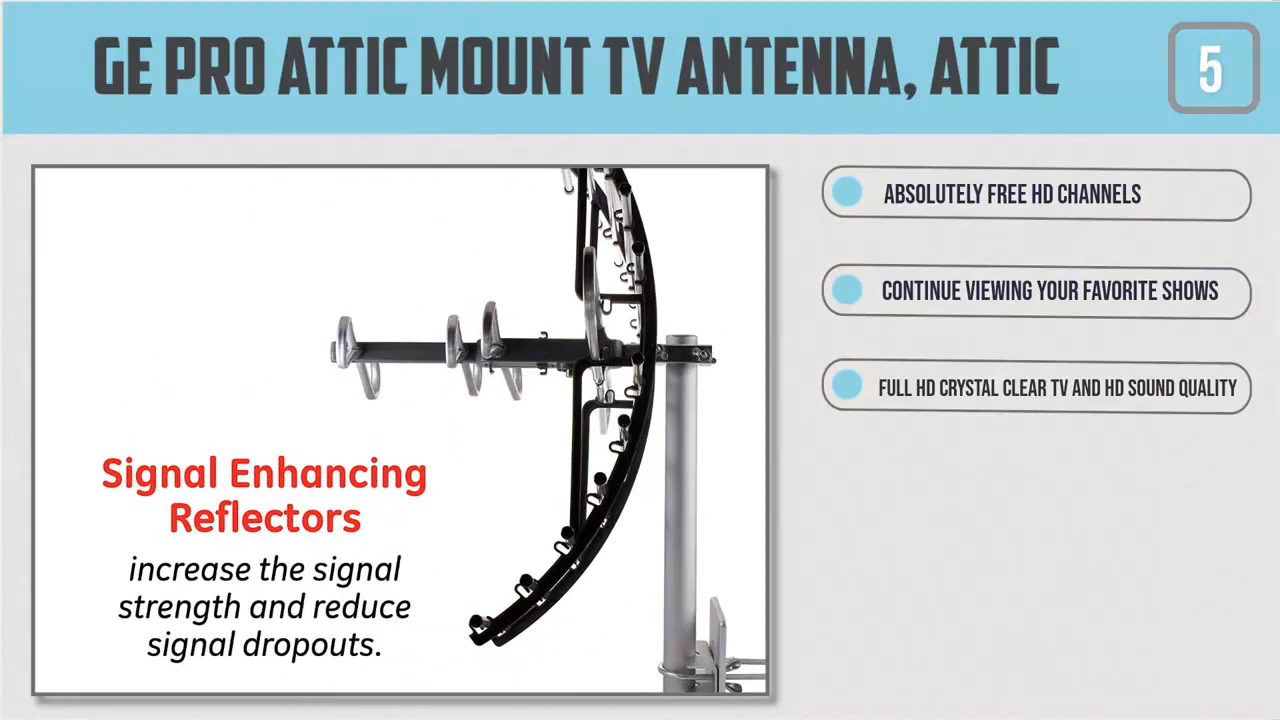 GE PRO ATTIC MOUNT TV ANTENNA, ATTIC
5
ABSOLUTELY FREE HD CHANNELS
CONTINUE VIEWING YOUR FAVORITE SHOWS
FULL HD CRYSTAL CLEAR TV AND HD SOUND QUALITY
Signal Enhancing
Reflectors
increase the signal
strength and reduce
signal dropouts.